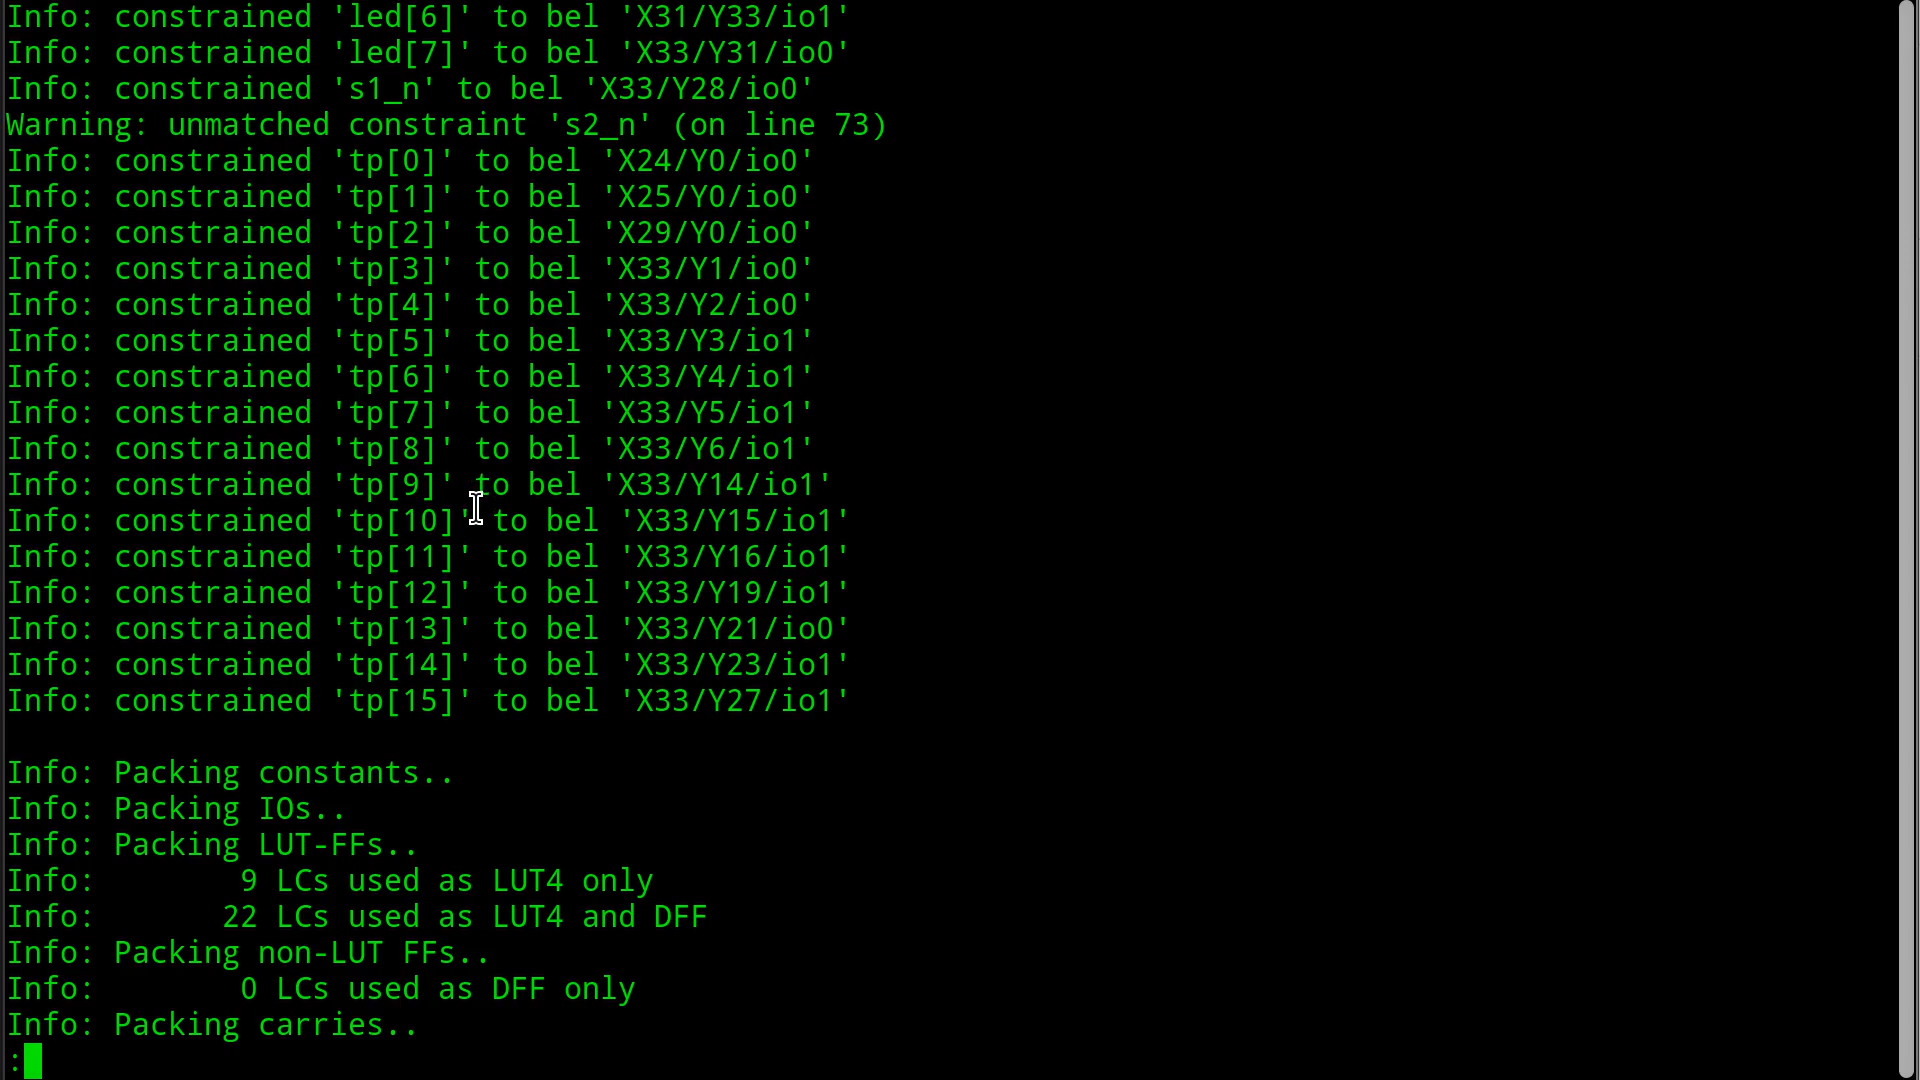 Info: constrained 'led[6]' to bel 'X31/Y33/io1'
Info: constrained 'led[7]' to bel 'X33/Y31/io0'
Info: constrained 's1_n' to bel 'X33/Y28/io0'
Warning: unmatched constraint 's2_n' (on line 73)
Info: constrained 'tp[0]' to bel 'X24/Y0/io0'
Info: constrained 'tp[1]' to bel 'X25/Y0/io0'
Info: constrained 'tp[2]' to bel 'X29/Y0/io0'
Info: constrained 'tp[3]' to bel 'X33/Y1/io0'
Info: constrained 'tp[4]' to bel 'X33/Y2/io0'
Info: constrained 'tp[5]' to bel 'X33/Y3/io1'
Info: constrained 'tp[6]' to bel 'X33/Y4/io1'
Info: constrained 'tp[7]' to bel 'X33/Y5/io1'
Info: constrained 'tp[8]' to bel 'X33/Y6/io1'
Info: constrained 'tp[9]' to bel 'X33/Y14/io1'
Info: constrained 'tp[10]' to bel 'X33/Y15/io1'
Info: constrained 'tp[11]' to bel 'X33/Y16/io1'
Info: constrained 'tp[12]' to bel 'X33/Y19/io1'
Info: constrained 'tp[13]' to bel 'X33/Y21/io0'
Info: constrained 'tp[14]' to bel 'X33/Y23/io1'
Info: constrained 'tp[15]' to bel 'X33/Y27/io1'

Info: Packing constants..
Info: Packing IOs..
Info: Packing LUT-FFs..
Info:        9 LCs used as LUT4 only
Info:       22 LCs used as LUT4 and DFF
Info: Packing non-LUT FFs..
Info:        0 LCs used as DFF only
Info: Packing carries..
: